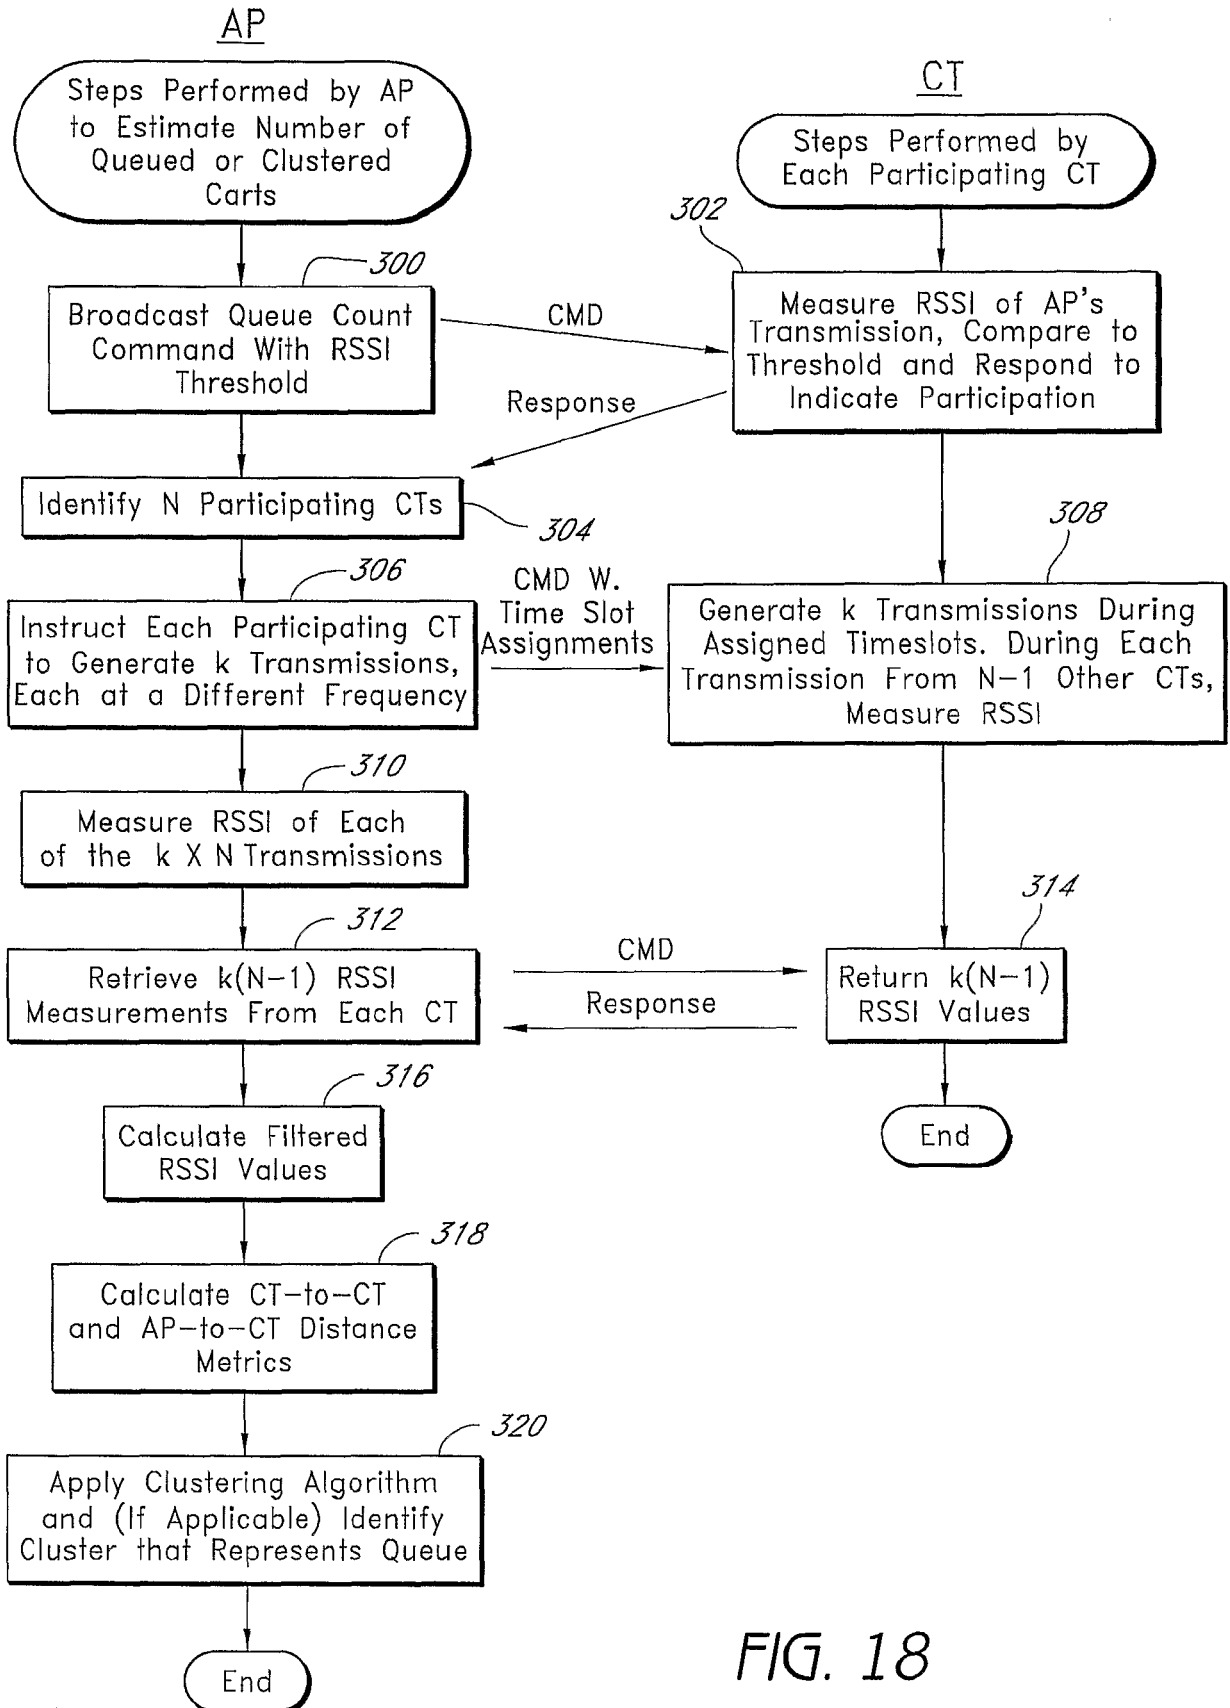 AP
Steps Performed by AP
to Estimate Number of
Queued or Clustered
Carts
CT
Steps Performed by
Each Participating CT
300
Broadcast Queue Count
Command With RSSI
Threshold
CMD
302
Measure RSSI of AP's
Transmission, Compare to
Threshold and Respond to
Indicate Participation
Response
Identify N Participating CTs
304
306
Instruct Each Participating CT
to Generate k Transmissions,
Each at a Different Frequency
CMD W.
Time Slot
Assignments
308
Generate k Transmissions During
Assigned Timeslots. During Each
Transmission From N-1 Other CTs,
Measure RSSI
310
Measure RSSI of Each
of the k X N Transmissions
312
Retrieve k(N-1) RSSI
Measurements From Each CT
CMD
Response
314
Return k(N-1)
RSSI Values
End
316
Calculate Filtered
RSSI Values
318
Calculate CT-to-CT
and AP-to-CT Distance
Metrics
320
Apply Clustering Algorithm
and (If Applicable) Identify
Cluster that Represents Queue
End
FIG. 18